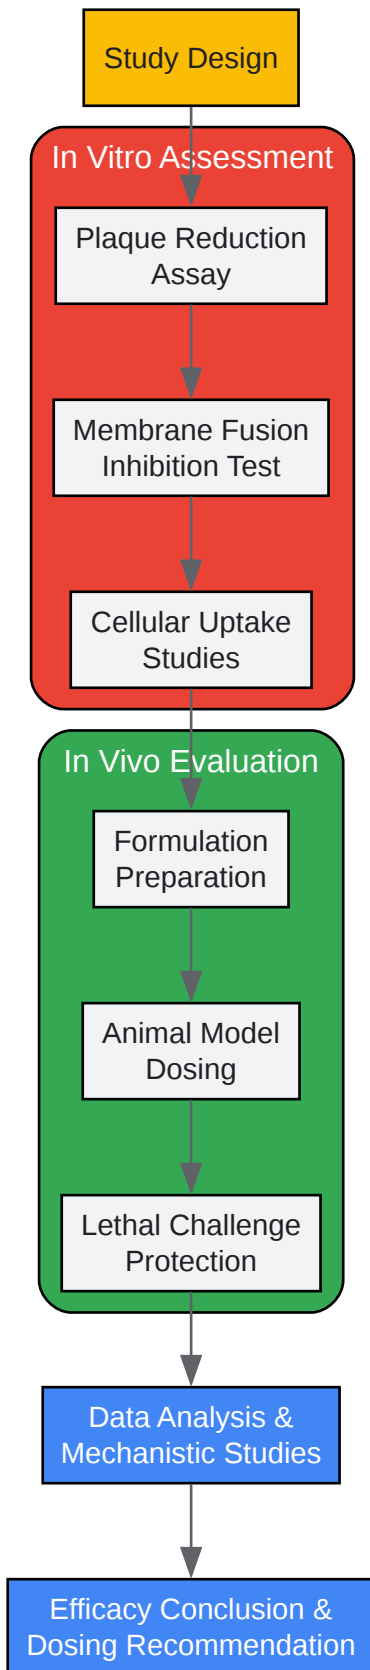 Study Design
In Vitro Assessment
Plaque Reduction
Assay
Membrane Fusion
Inhibition Test
Cellular Uptake
Studies
In Vivo Evaluation
Formulation
Preparation
Animal Model
Dosing
Lethal Challenge
Protection
Data Analysis &
Mechanistic Studies
Efficacy Conclusion &
Dosing Recommendation